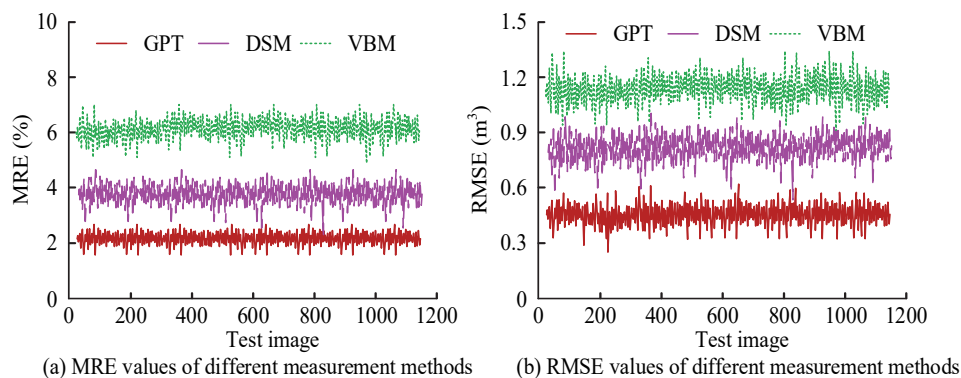 10
8
6
4
2
0
MRE (%)
GPT DSM VBM
0 200 400 600 800 1000 1200
Test image
(a) MRE values of different measurement methods
1.5
1.2
0.9
0.6
0.3
0
RMSE (m³)
GPT DSM VBM
0 200 400 600 800 1000 1200
Test image
(b) RMSE values of different measurement methods